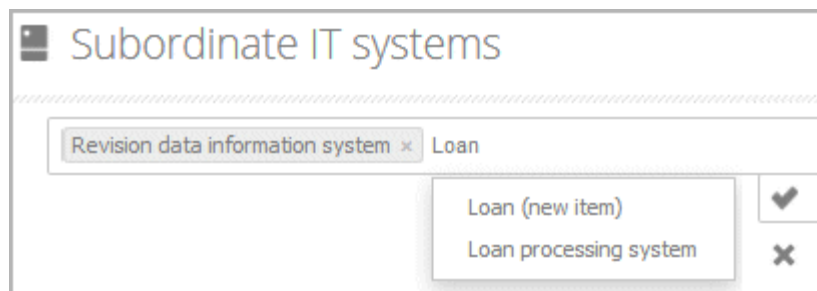 Subordinate IT systems
Revision data information system × Loan
Loan (new item)
Loan processing system